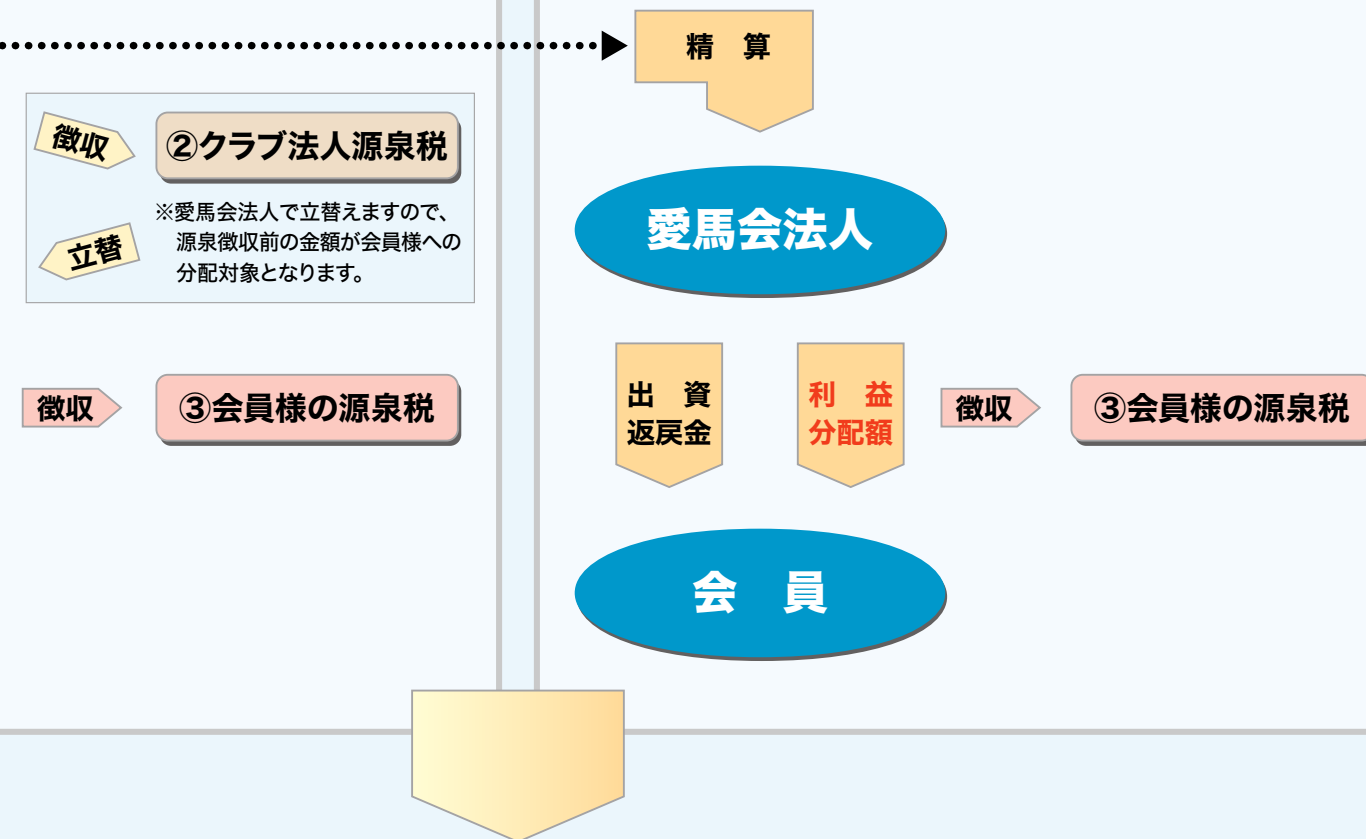 精　算
徴収
②クラブ法人源泉税
※愛馬会法人で立替えますので、
源泉徴収前の金額が会員様への
分配対象となります。
立替
愛馬会法人
徴収
③会員様の源泉税
出　資
返戻金
利　益
分配額
徴収
③会員様の源泉税
会　員